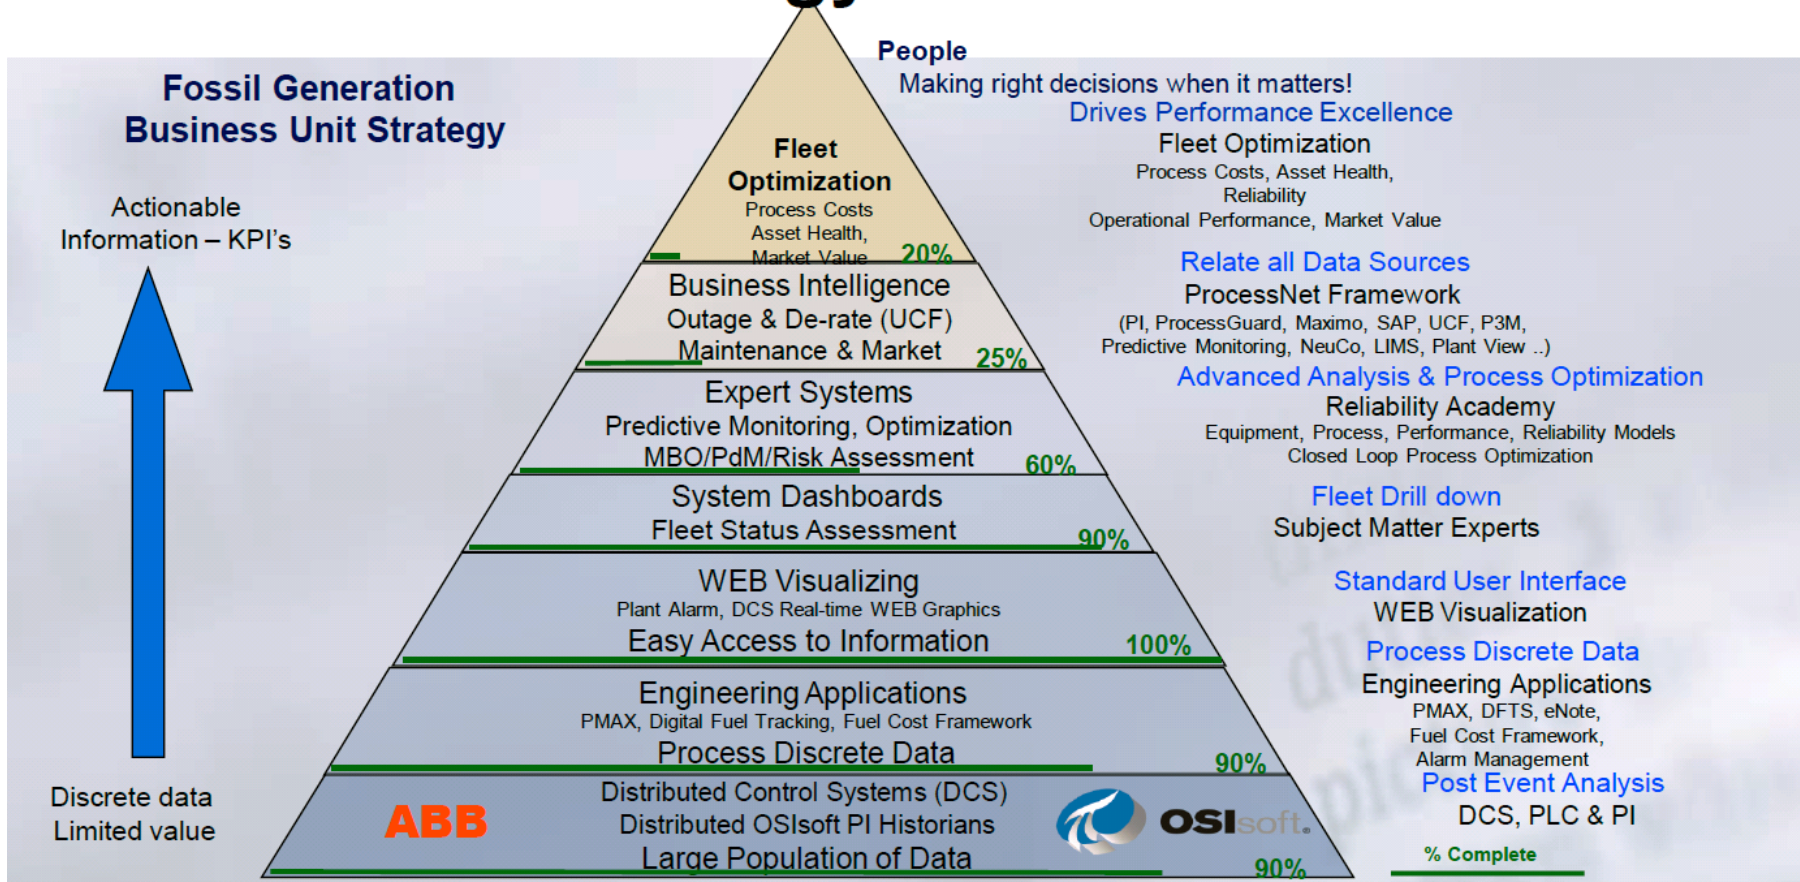 Fossil Generation
Business Unit Strategy
Actionable
Information – KPI's
Discrete data
Limited value
Fleet
Optimization
Process Costs
Asset Health,
Market Value
20%
Business Intelligence
Outage & De-rate (UCF)
Maintenance & Market
25%
Expert Systems
Predictive Monitoring, Optimization
MBO/PdM/Risk Assessment
60%
System Dashboards
Fleet Status Assessment
90%
WEB Visualizing
Plant Alarm, DCS Real-time WEB Graphics
Easy Access to Information
100%
Engineering Applications
PMAX, Digital Fuel Tracking, Fuel Cost Framework
Process Discrete Data
90%
ABB
Distributed Control Systems (DCS)
Distributed OSIsoft PI Historians
Large Population of Data
OSIsoft.
90%
People
Making right decisions when it matters!
Drives Performance Excellence
Fleet Optimization
Process Costs, Asset Health,
Reliability
Operational Performance, Market Value
Relate all Data Sources
ProcessNet Framework
(PI, ProcessGuard, Maximo, SAP, UCF, P3M,
Predictive Monitoring, NeuCo, LIMS, Plant View ..)
Advanced Analysis & Process Optimization
Reliability Academy
Equipment, Process, Performance, Reliability Models
Closed Loop Process Optimization
Fleet Drill down
Subject Matter Experts
Standard User Interface
WEB Visualization
Process Discrete Data
Engineering Applications
PMAX, DFTS, eNote,
Fuel Cost Framework,
Alarm Management
Post Event Analysis
DCS, PLC & PI
% Complete